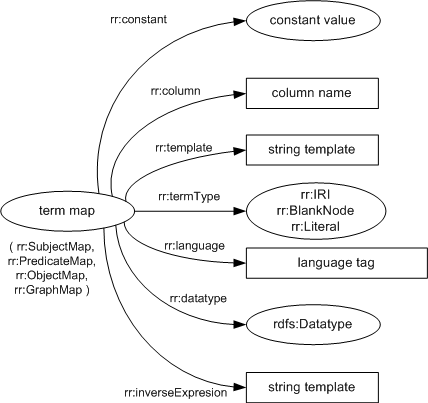 rr:constant
constant value
rr:column
column name
rr:template
string template
rr:termType
rr:IRI
rr:BlankNode
rr:Literal
term map
( rr:SubjectMap,
rr:PredicateMap,
rr:ObjectMap,
rr:GraphMap )
rr:language
language tag
rr:datatype
rdfs:Datatype
rr:inverseExpresion
string template